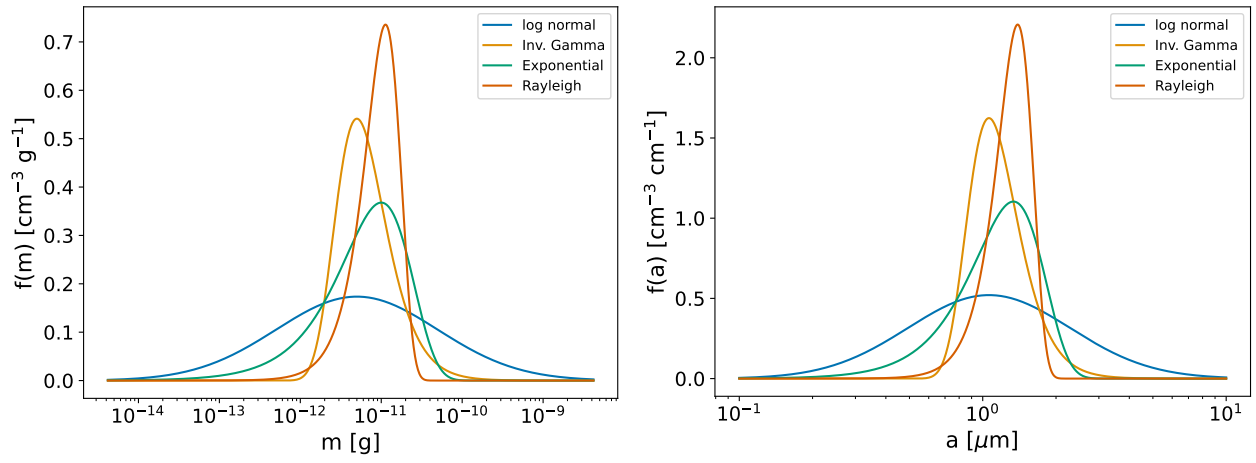 f(m) [cm⁻³ g⁻¹]
0.7
0.6
0.5
0.4
0.3
0.2
0.1
0.0
10⁻¹⁴
10⁻¹³
10⁻¹²
10⁻¹¹
10⁻¹⁰
10⁻⁹
m [g]
log normal
Inv. Gamma
Exponential
Rayleigh
f(a) [cm⁻³ cm⁻¹]
2.0
1.5
1.0
0.5
0.0
10⁻¹
10⁰
10¹
a [μm]
log normal
Inv. Gamma
Exponential
Rayleigh